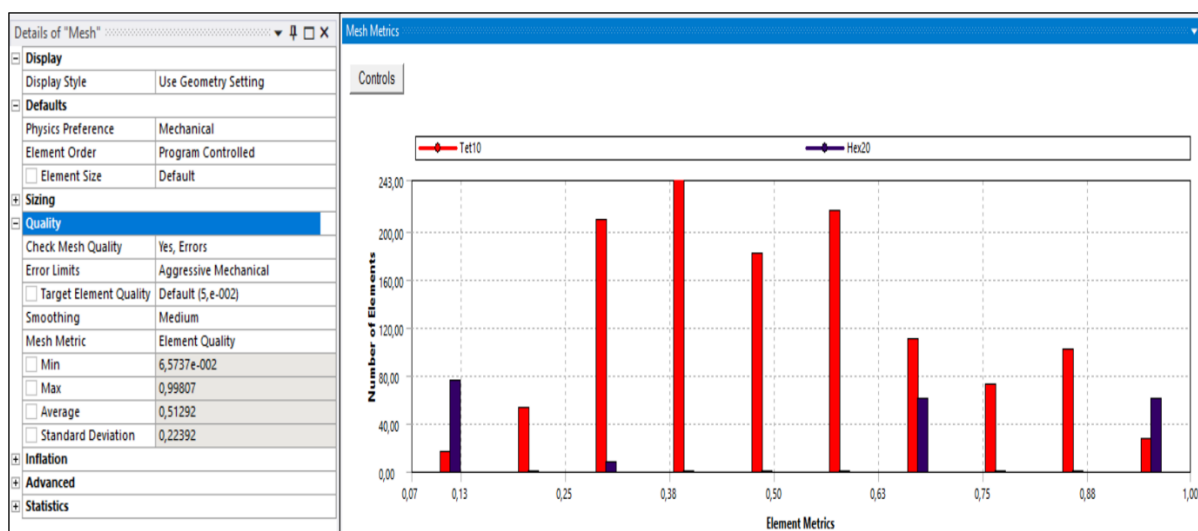 Details of "Mesh"
Display
Display Style Use Geometry Setting
Defaults
Physics Preference Mechanical
Element Order Program Controlled
Element Size Default
Sizing
Quality
Check Mesh Quality Yes, Errors
Error Limits Aggressive Mechanical
Target Element Quality Default (5,e-002)
Smoothing Medium
Mesh Metric Element Quality
Min 6,5737e-002
Max 0,99807
Average 0,51292
Standard Deviation 0,22392
Inflation
Advanced
Statistics
Mesh Metrics
Controls
Tet10 Hex20
Number of Elements
243,00
200,00
160,00
120,00
80,00
40,00
0,00
0,07 0,13 0,25 0,38 0,50 0,63 0,75 0,88 1,00
Element Metrics